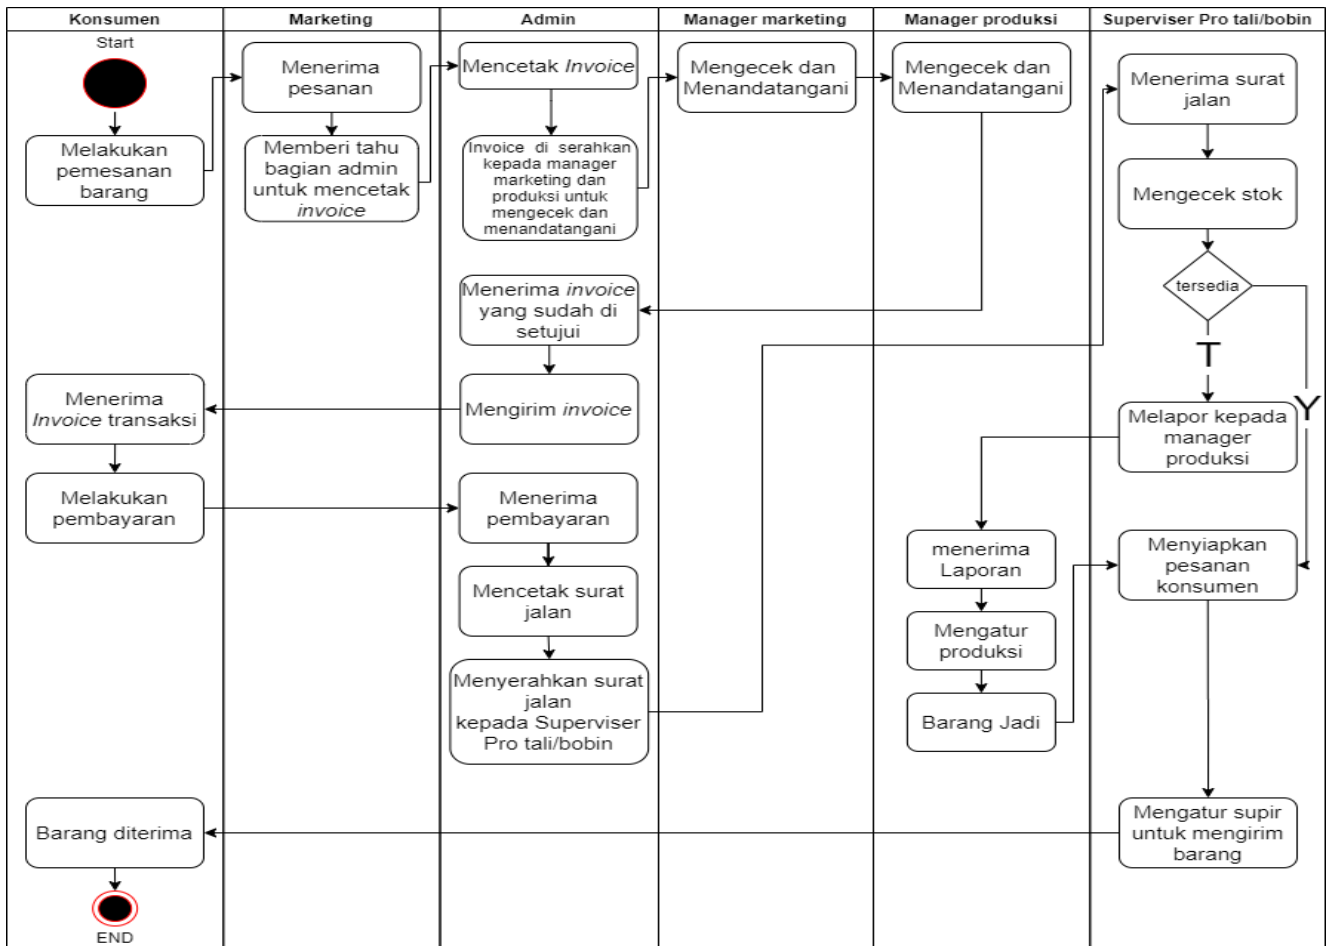 Konsumen
Marketing
Admin
Manager marketing
Manager produksi
Superviser Pro tali/bobin
Start
Melakukan
pemesanan
barang
Menerima
pesanan
Memberi tahu
bagian admin
untuk mencetak
invoice
Mencetak Invoice
Invoice di serahkan
kepada manager
marketing dan
produksi untuk
mengecek dan
menandatangani
Mengecek dan
Menandatangani
Mengecek dan
Menandatangani
Menerima surat
jalan
Mengecek stok
tersedia
T
Y
Menerima invoice
yang sudah di
setujui
Mengirim invoice
Menerima
Invoice transaksi
Melakukan
pembayaran
Menerima
pembayaran
Mencetak surat
jalan
Menyerahkan surat
jalan
kepada Superviser
Pro tali/bobin
Melapor kepada
manager
produksi
menerima
Laporan
Mengatur
produksi
Barang Jadi
Menyiapkan
pesanan
konsumen
Mengatur supir
untuk mengirim
barang
Barang diterima
END